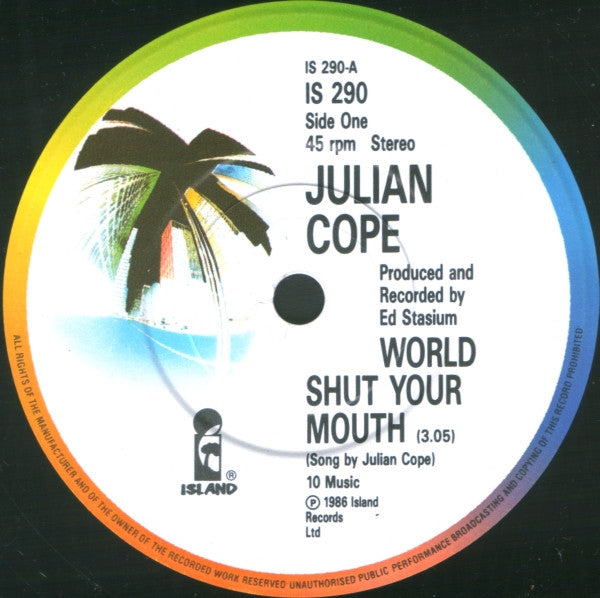 IS 290-A
IS 290
Side One
45 rpm Stereo
JULIAN
COPE
Produced and
Recorded by
Ed Stasium
WORLD
SHUT YOUR
MOUTH (3.05)
(Song by Julian Cope)
10 Music
Ⓟ 1986 Island
Records
Ltd
ISLAND ®
ALL RIGHTS OF THE MANUFACTURER AND OF THE OWNER OF THE RECORDED WORK RESERVED UNAUTHORISED PUBLIC PERFORMANCE BROADCASTING AND COPYING OF THIS RECORD PROHIBITED